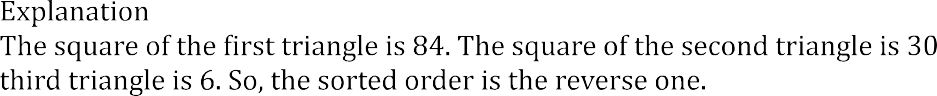 Explanation
The square of the first triangle is 84. The square of the second triangle is 30
third triangle is 6. So, the sorted order is the reverse one.